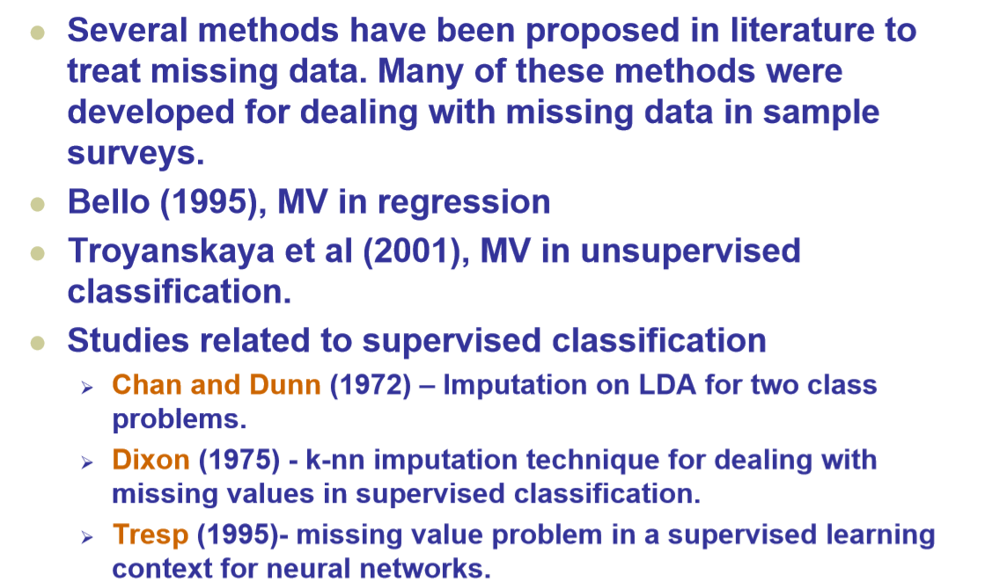 Several methods have been proposed in literature to
treat missing data. Many of these methods were
developed for dealing with missing data in sample
surveys.
Bello (1995), MV in regression
Troyanskaya et al (2001), MV in unsupervised
classification.
Studies related to supervised classification
Chan and Dunn (1972) – Imputation on LDA for two class
problems.
Dixon (1975) - k-nn imputation technique for dealing with
missing values in supervised classification.
Tresp (1995)- missing value problem in a supervised learning
context for neural networks.